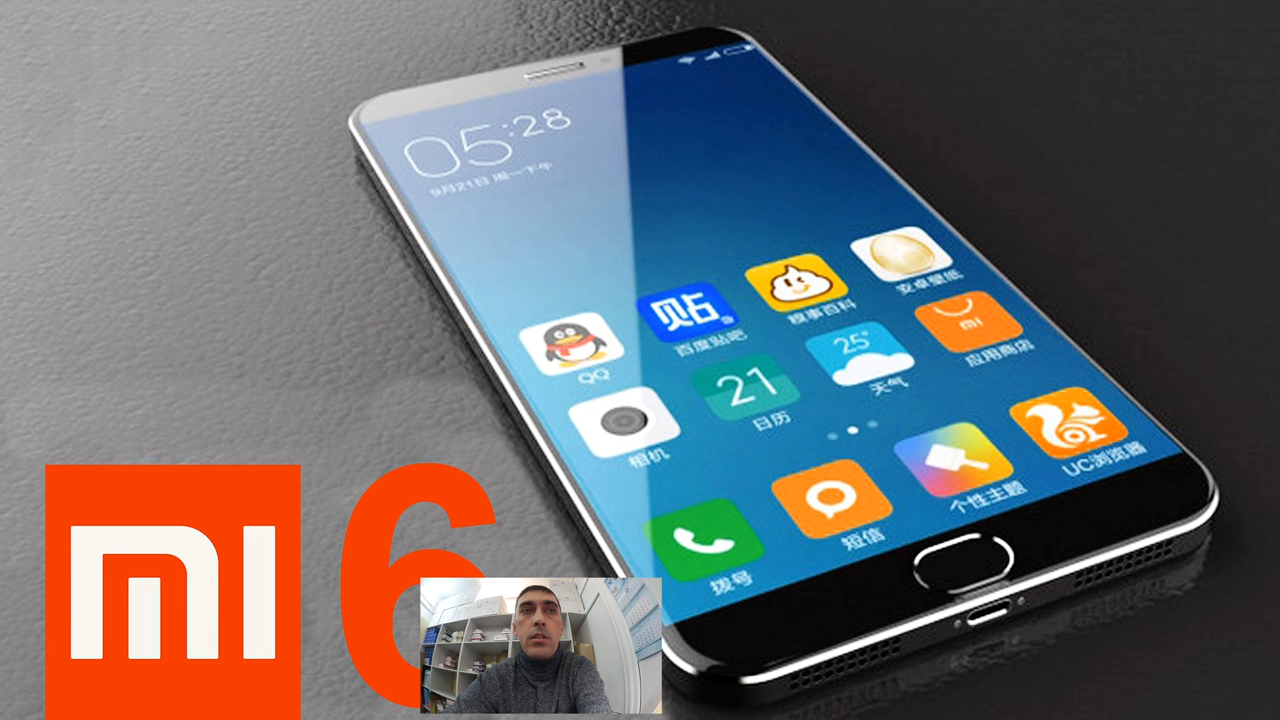 05:28
9月21日 周一下午
QQ
贴吧
百度贴吧
糗事百科
安卓壁纸
相机
21
日历
25°
天气
mi
应用商店
拨号
短信
个性主题
UC浏览器
mi 6